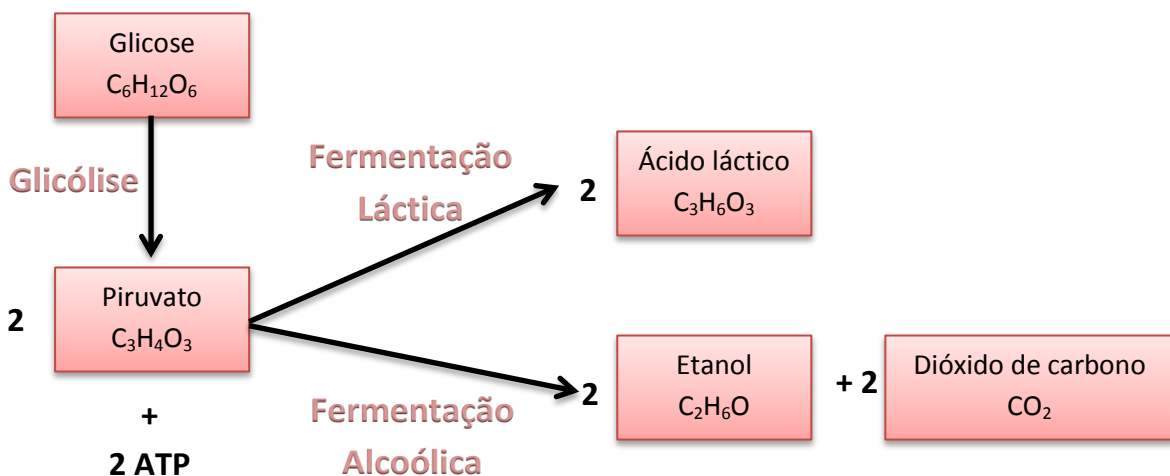 Glicose
C₆H₁₂O₆
Glicólise
Fermentação
Láctica
2
Ácido láctico
C₃H₆O₃
2
Piruvato
C₃H₄O₃
+
2 ATP
Fermentação
Alcoólica
2
Etanol
C₂H₆O
+ 2
Dióxido de carbono
CO₂